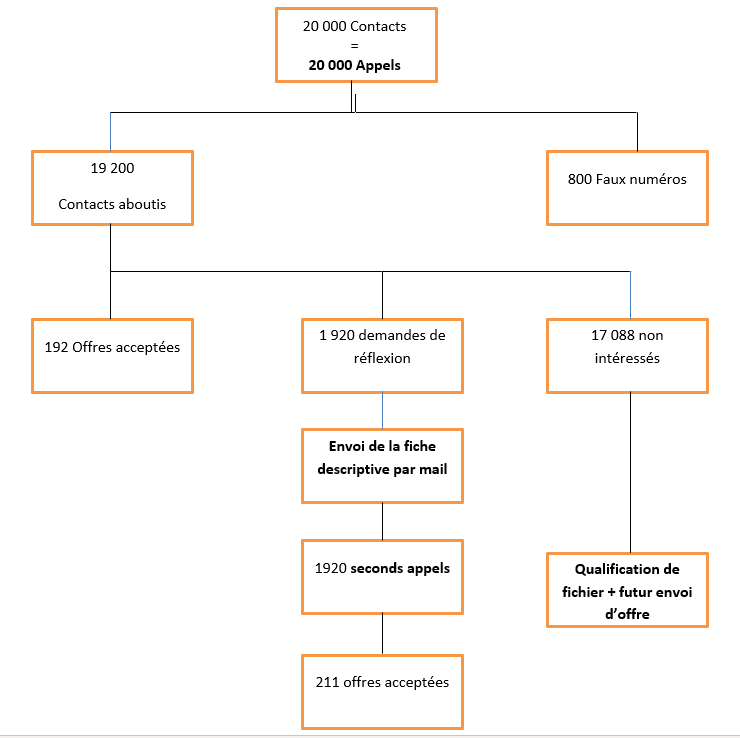 20 000 Contacts
=
20 000 Appels
19 200
Contacts aboutis
800 Faux numéros
192 Offres acceptées
1 920 demandes de
réflexion
17 088 non
intéressés
Envoi de la fiche
descriptive par mail
1920 seconds appels
Qualification de
fichier + futur envoi
d’offre
211 offres acceptées